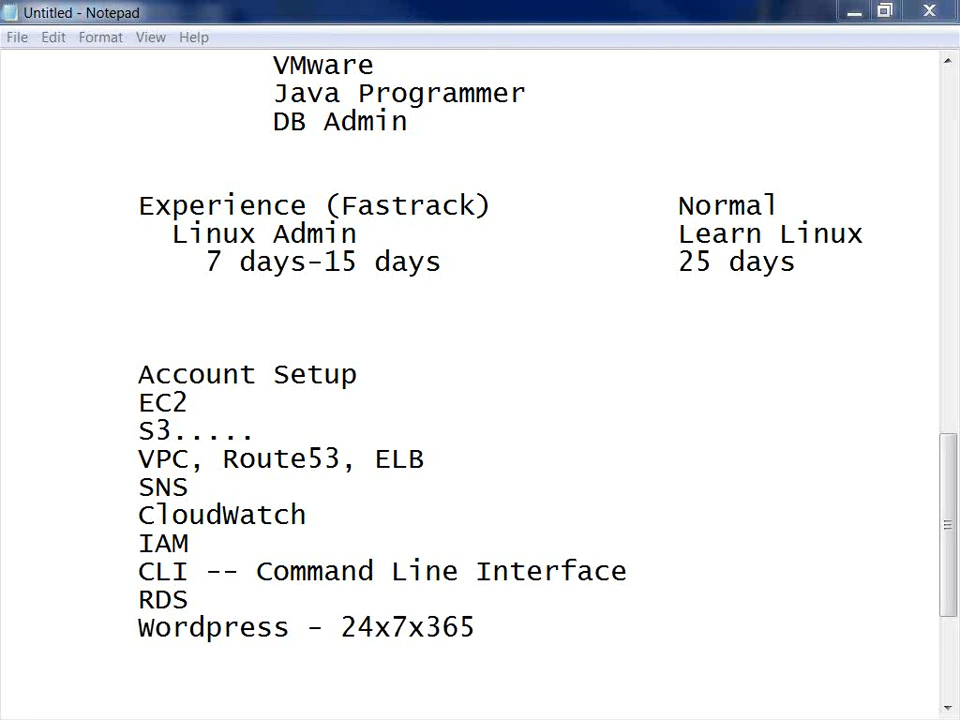 Untitled - Notepad
File Edit Format View Help
VMware
Java Programmer
DB Admin
Experience (Fastrack) Normal
Linux Admin Learn Linux
7 days-15 days 25 days
Account Setup
EC2
S3.....
VPC, Route53, ELB
SNS
CloudWatch
IAM
CLI -- Command Line Interface
RDS
Wordpress - 24x7x365